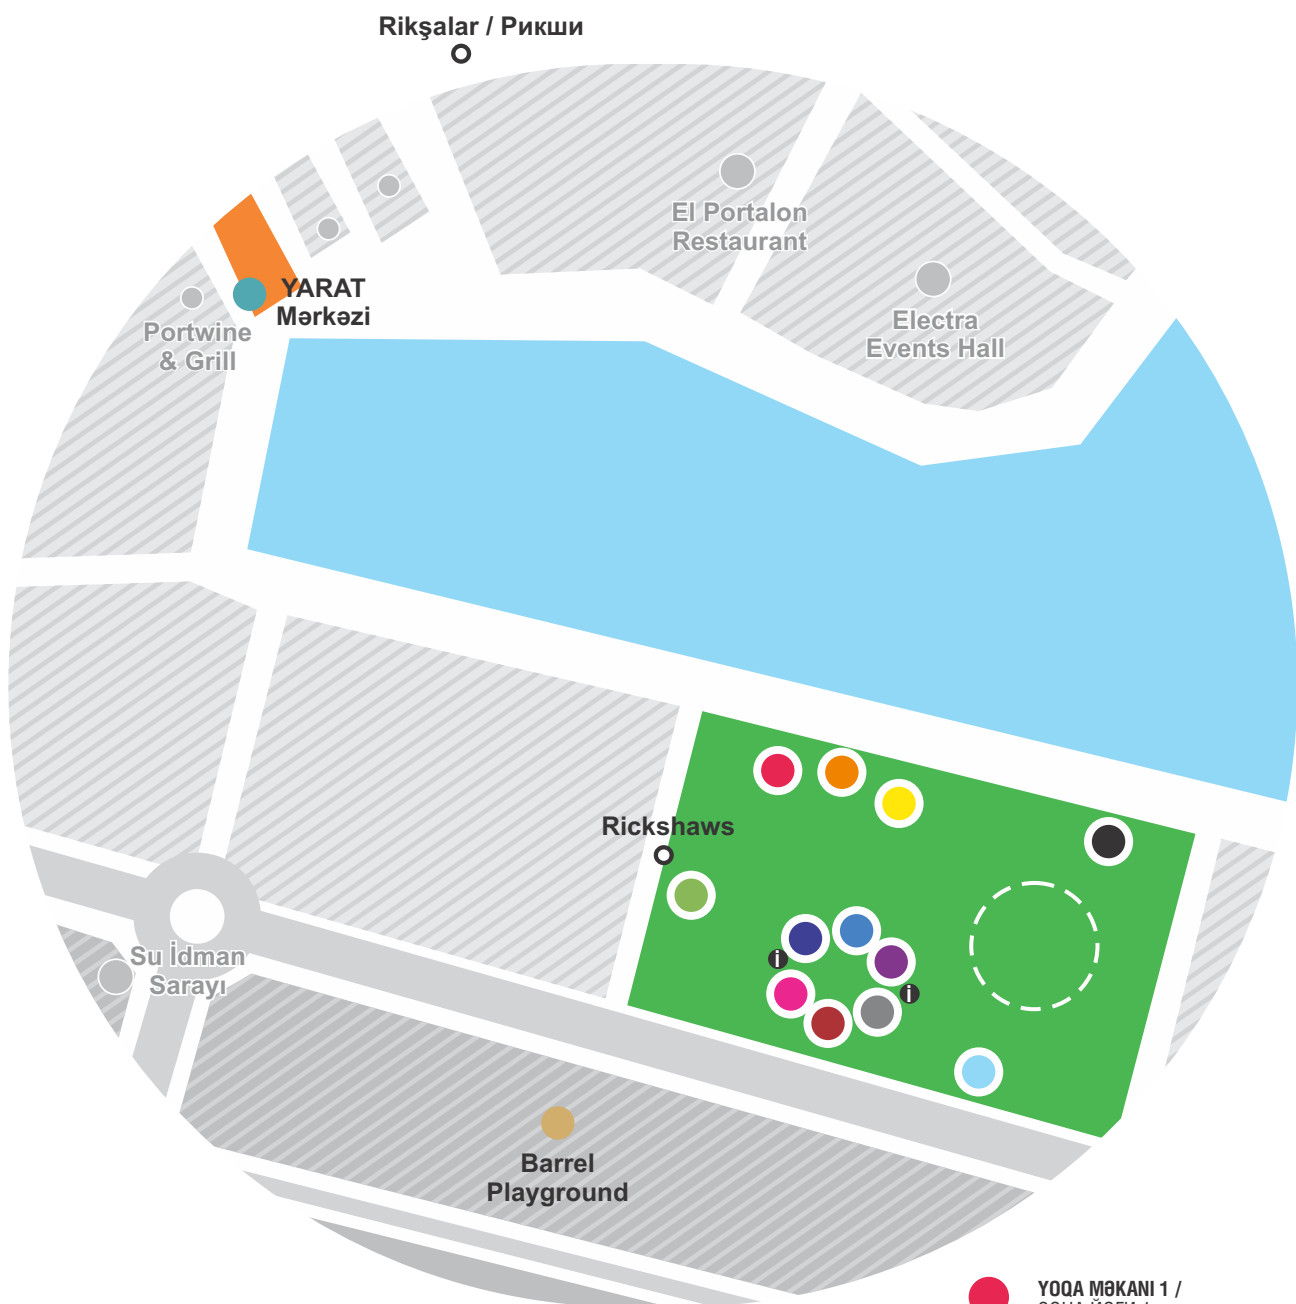 Rikşalar / Рикши
El Portalon
Restaurant
YARAT
Mərkəzi
Portwine
& Grill
Electra
Events Hall
Rickshaws
i
i
Su İdman
Sarayı
Barrel
Playground
YOQA MƏKANI 1 /